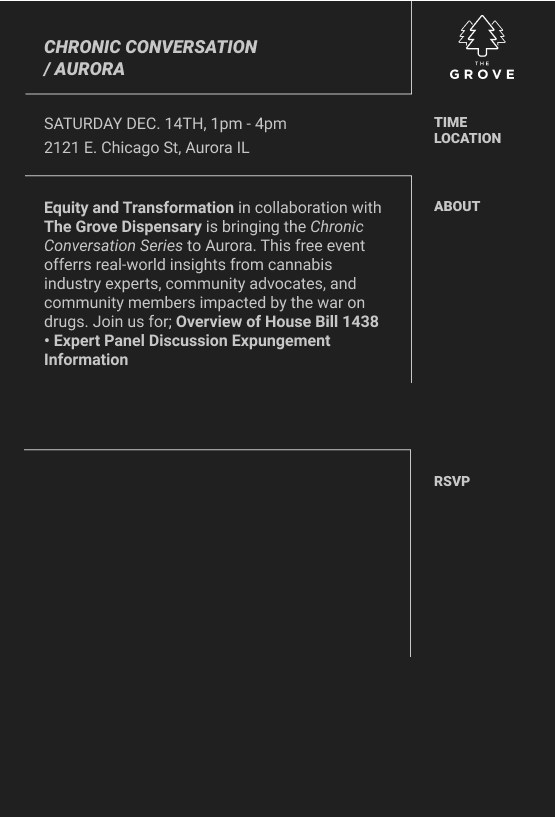 CHRONIC CONVERSATION
/ AURORA
THE
GROVE
SATURDAY DEC. 14TH, 1pm - 4pm
2121 E. Chicago St, Aurora IL
TIME
LOCATION
Equity and Transformation in collaboration with
The Grove Dispensary is bringing the Chronic
Conversation Series to Aurora. This free event
offerrs real-world insights from cannabis
industry experts, community advocates, and
community members impacted by the war on
drugs. Join us for; Overview of House Bill 1438
• Expert Panel Discussion Expungement
Information
ABOUT
RSVP